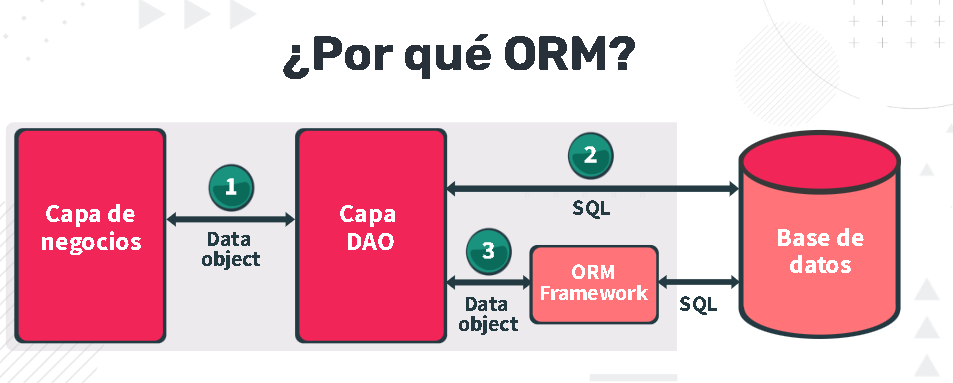 ¿Por qué ORM?
Capa de
negocios
1
Data
object
Capa
DAO
2
SQL
3
Data
object
ORM
Framework
SQL
Base de
datos